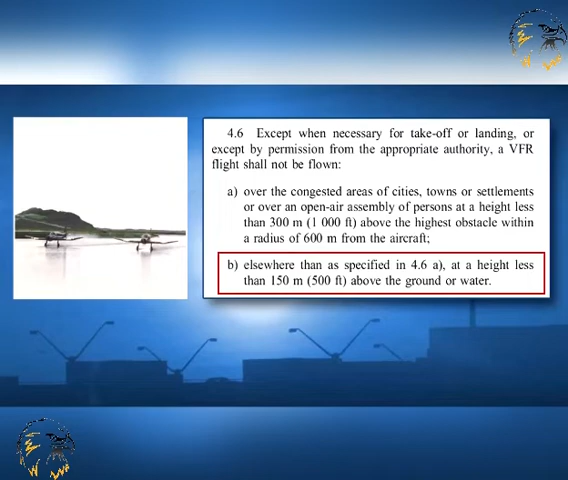 4.6 Except when necessary for take-off or landing, or
except by permission from the appropriate authority, a VFR
flight shall not be flown:
a) over the congested areas of cities, towns or settlements
or over an open-air assembly of persons at a height less
than 300 m (1 000 ft) above the highest obstacle within
a radius of 600 m from the aircraft;
b) elsewhere than as specified in 4.6 a), at a height less
than 150 m (500 ft) above the ground or water.